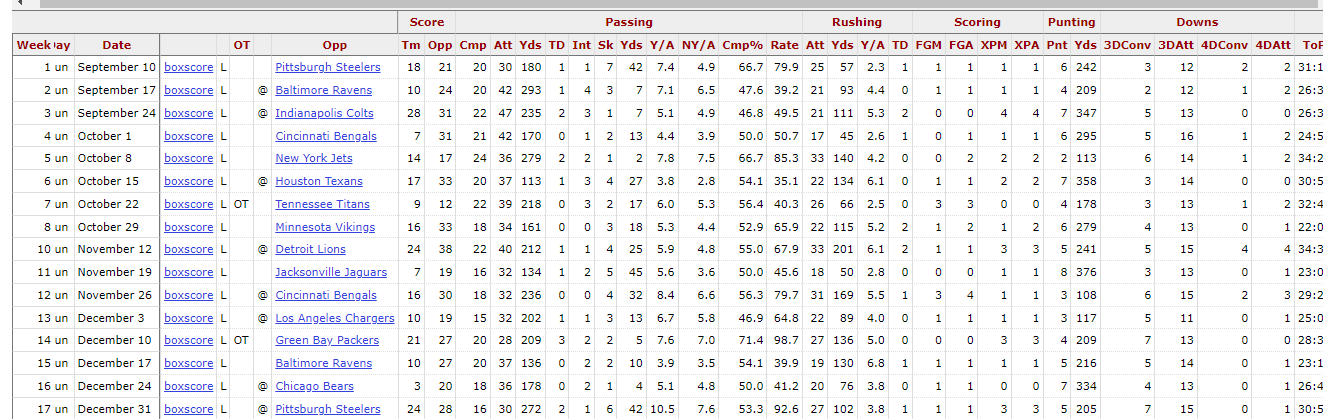 Score Passing Rushing Scoring Punting Downs
Week ay Date OT Opp Tm Opp Cmp Att Yds TD Int Sk Yds Y/A NY/A Cmp% Rate Att Yds Y/A TD FGM FGA XPM XPA Pnt Yds 3DConv 3DAtt 4DConv 4DAtt ToP
1 un September 10 boxscore L Pittsburgh Steelers 18 21 20 30 180 1 1 7 42 7.4 4.9 66.7 79.9 25 57 2.3 1 1 1 1 1 6 242 3 12 2 2 31:1
2 un September 17 boxscore L @ Baltimore Ravens 10 24 20 42 293 1 4 3 7 7.1 6.5 47.6 39.2 21 93 4.4 0 1 1 1 1 4 209 2 12 1 2 26:3
3 un September 24 boxscore L @ Indianapolis Colts 28 31 22 47 235 2 3 1 7 5.1 4.9 46.8 49.5 21 111 5.3 2 0 0 4 4 7 347 5 13 0 0 26:3
4 un October 1 boxscore L Cincinnati Bengals 7 31 21 42 170 0 1 2 13 4.4 3.9 50.0 50.7 17 45 2.6 1 0 1 1 1 6 295 5 16 1 2 24:5
5 un October 8 boxscore L New York Jets 14 17 24 36 279 2 2 1 2 7.8 7.5 66.7 85.3 33 140 4.2 0 0 2 2 2 2 113 6 14 1 2 34:2
6 un October 15 boxscore L @ Houston Texans 17 33 20 37 113 1 3 4 27 3.8 2.8 54.1 35.1 22 134 6.1 0 1 1 2 2 7 358 3 14 0 0 30:5
7 un October 22 boxscore L OT Tennessee Titans 9 12 22 39 218 0 3 2 17 6.0 5.3 56.4 40.3 26 66 2.5 0 3 3 0 0 4 178 3 13 1 2 32:4
8 un October 29 boxscore L Minnesota Vikings 16 33 18 34 161 0 0 3 18 5.3 4.4 52.9 65.9 22 115 5.2 2 1 2 1 2 6 279 4 13 0 1 22:0
10 un November 12 boxscore L @ Detroit Lions 24 38 22 40 212 1 1 4 25 5.9 4.8 55.0 67.9 33 201 6.1 2 1 1 3 3 5 241 5 15 4 4 34:3
11 un November 19 boxscore L Jacksonville Jaguars 7 19 16 32 134 1 2 5 45 5.6 3.6 50.0 45.6 18 50 2.8 0 0 0 1 1 8 376 3 13 0 1 23:0
12 un November 26 boxscore L @ Cincinnati Bengals 16 30 18 32 236 0 0 4 32 8.4 6.6 56.3 79.7 31 169 5.5 1 3 4 1 1 3 108 6 15 2 3 29:2
13 un December 3 boxscore L @ Los Angeles Chargers 10 19 15 32 202 1 1 3 13 6.7 5.8 46.9 64.8 22 89 4.0 1 1 1 1 1 3 117 5 11 0 1 25:0
14 un December 10 boxscore L OT Green Bay Packers 21 27 20 28 209 3 2 2 5 7.6 7.0 71.4 98.7 27 136 5.0 0 0 0 3 3 4 209 7 13 0 0 28:3
15 un December 17 boxscore L Baltimore Ravens 10 27 20 37 136 0 2 2 10 3.9 3.5 54.1 39.9 19 130 6.8 1 1 1 1 1 5 216 5 14 0 1 23:1
16 un December 24 boxscore L @ Chicago Bears 3 20 18 36 178 0 2 1 4 5.1 4.8 50.0 41.2 20 76 3.8 0 1 1 0 0 7 334 4 13 0 1 26:4
17 un December 31 boxscore L @ Pittsburgh Steelers 24 28 16 30 272 2 1 6 42 10.5 7.6 53.3 92.6 27 102 3.8 1 1 1 3 3 5 205 7 15 0 1 30:5